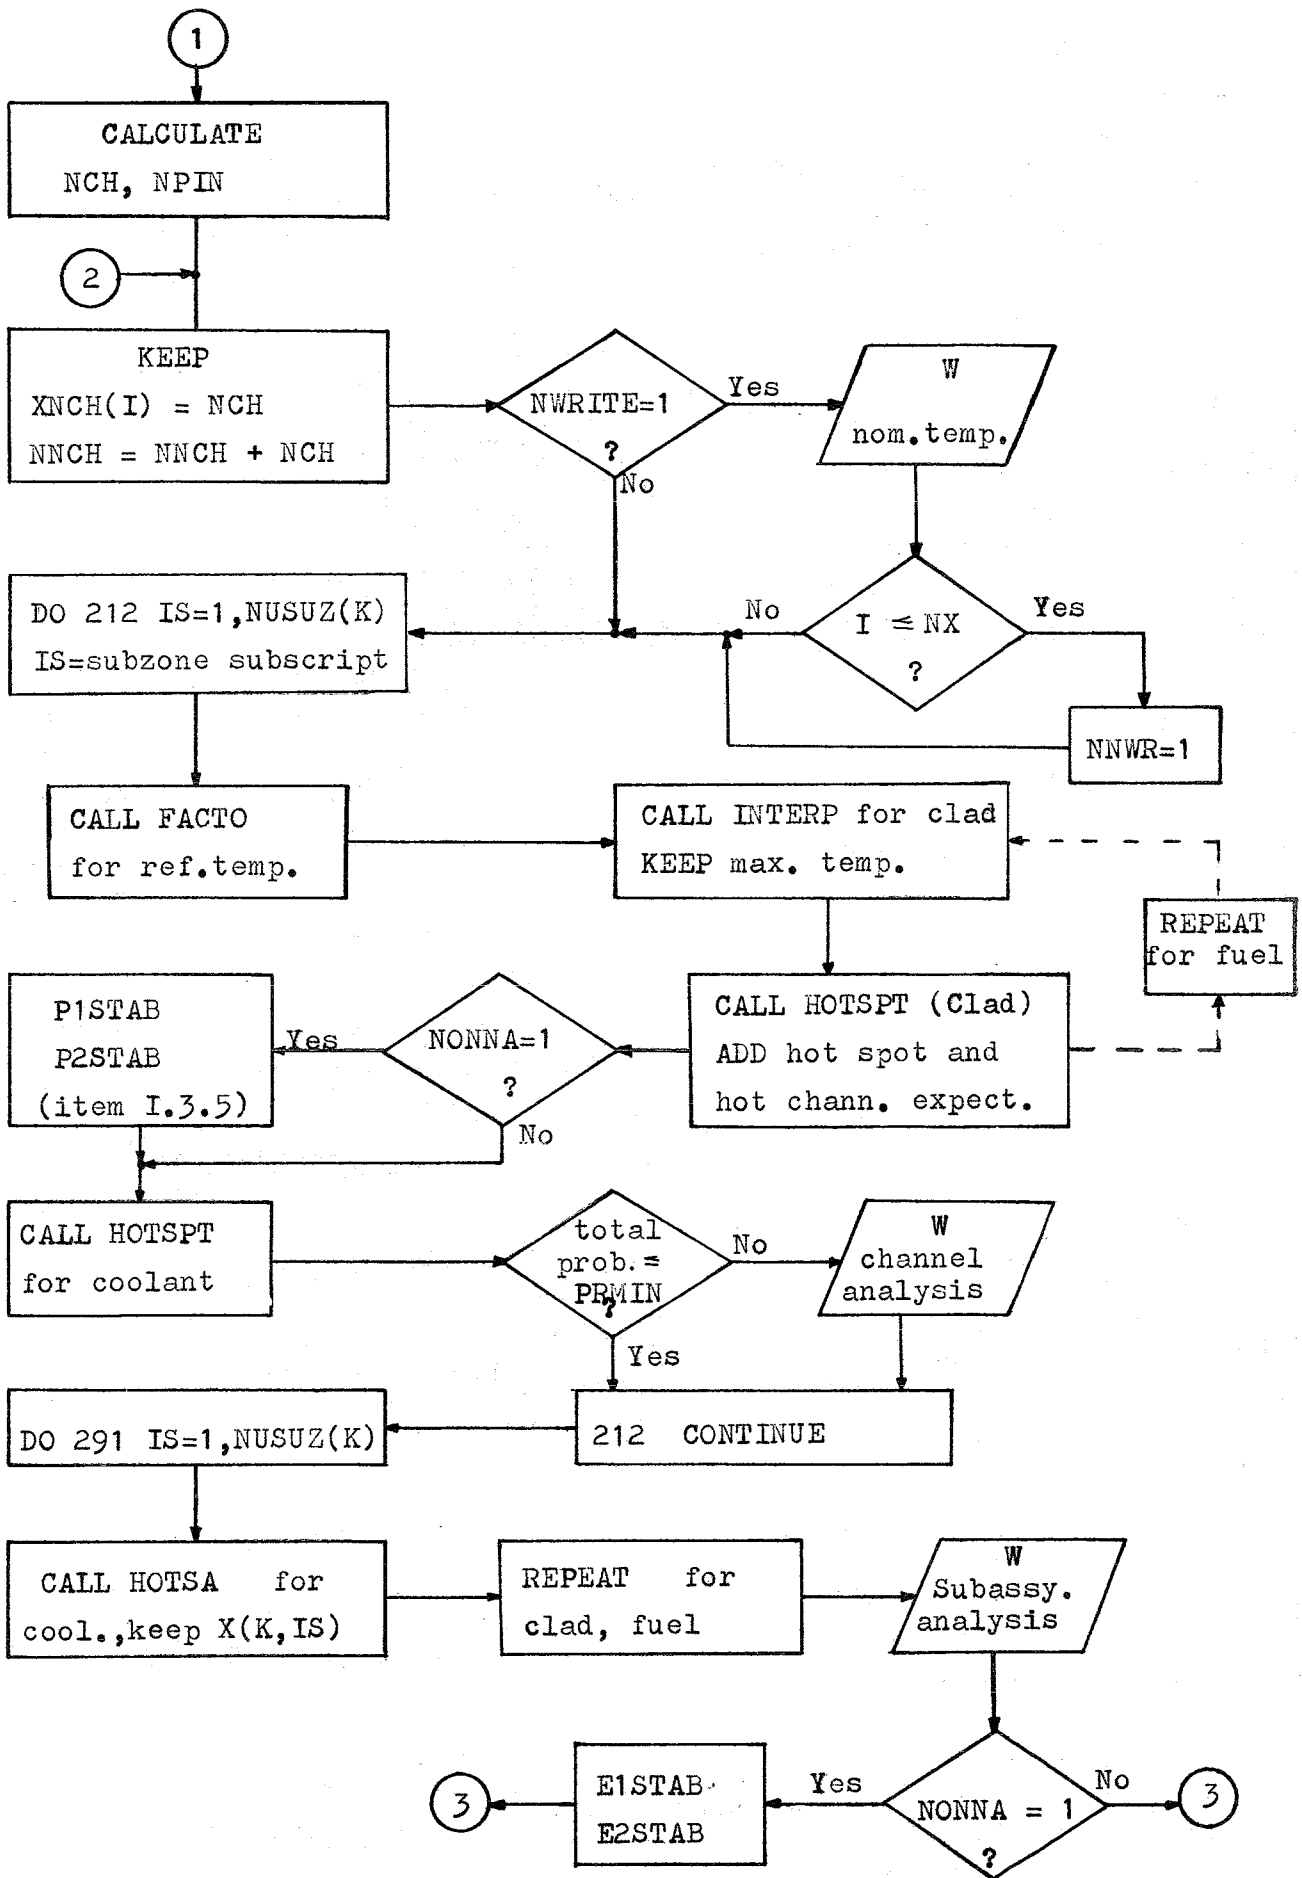 1
CALCULATE
NCH, NPIN
2
KEEP
XNCH(I) = NCH
NNCH = NNCH + NCH
NWRITE=1
?
Yes
No
W
nom.temp.
I ≤ NX
?
No
Yes
NNWR=1
DO 212 IS=1,NUSUZ(K)
IS=subzone subscript
CALL FACTO
for ref.temp.
CALL INTERP for clad
KEEP max. temp.
REPEAT
for fuel
CALL HOTSPT (Clad)
ADD hot spot and
hot chann. expect.
NONNA=1
?
Yes
No
P1STAB
P2STAB
(item I.3.5)
CALL HOTSPT
for coolant
total
prob.≤
PRMIN
?
No
Yes
W
channel
analysis
212 CONTINUE
DO 291 IS=1,NUSUZ(K)
CALL HOTSA for
cool.,keep X(K,IS)
REPEAT for
clad, fuel
W
Subassy.
analysis
NONNA = 1
?
Yes
No
E1STAB
E2STAB
3
3